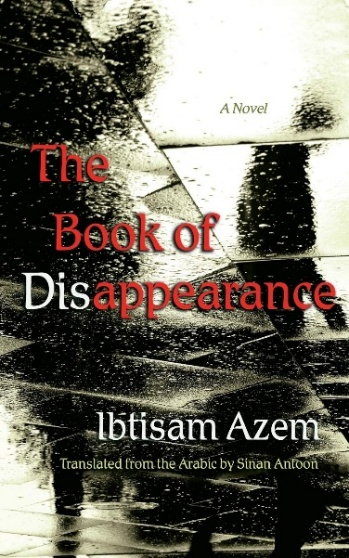 A Novel
The
Book of
Disappearance
Ibtisam Azem
Translated from the Arabic by Sinan Antoon